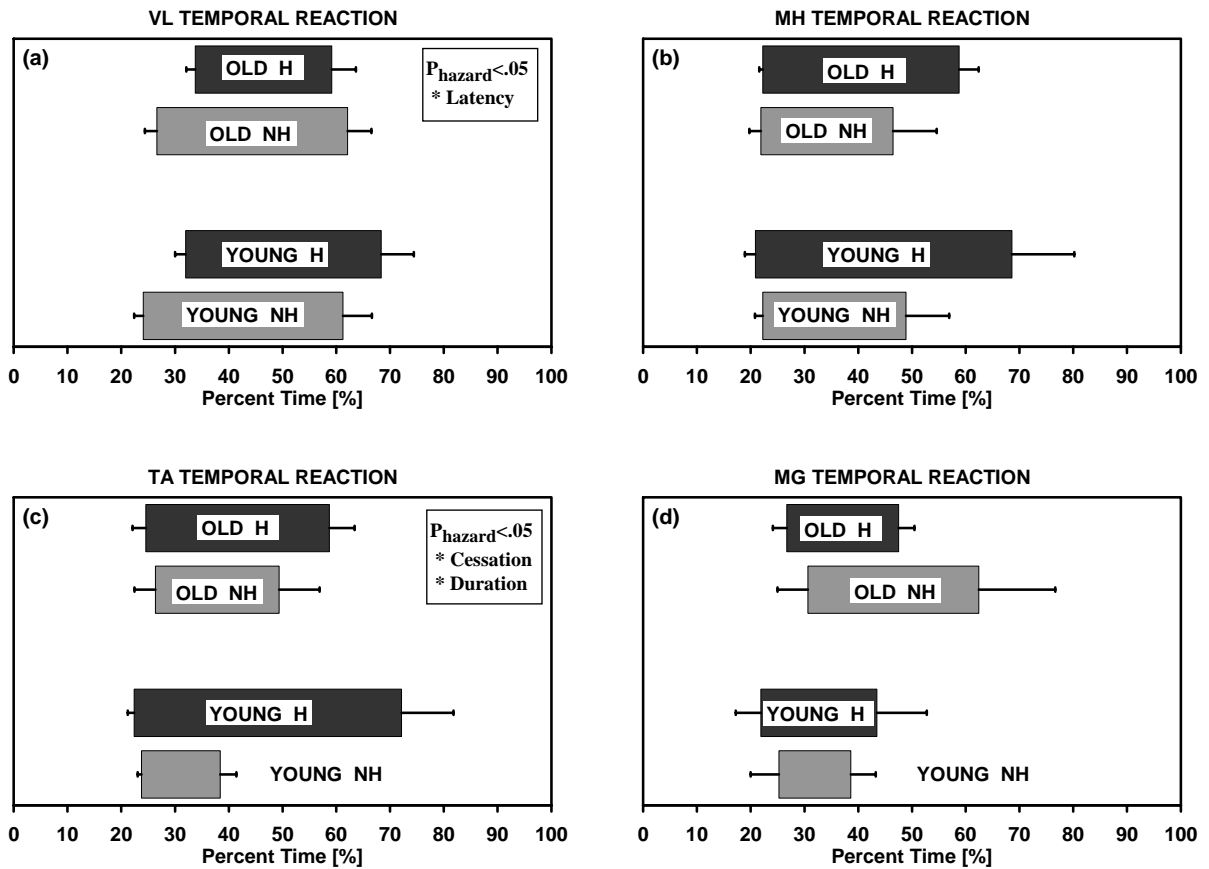 VL TEMPORAL REACTION
(a)
OLD H
P hazard<.05
* Latency
OLD NH
YOUNG H
YOUNG NH
0 10 20 30 40 50 60 70 80 90 100
Percent Time [%]
MH TEMPORAL REACTION
(b)
OLD H
OLD NH
YOUNG H
YOUNG NH
0 10 20 30 40 50 60 70 80 90 100
Percent Time [%]
TA TEMPORAL REACTION
(c)
OLD H
P hazard<.05
* Cessation
* Duration
OLD NH
YOUNG H
YOUNG NH
0 10 20 30 40 50 60 70 80 90 100
Percent Time [%]
MG TEMPORAL REACTION
(d)
OLD H
OLD NH
YOUNG H
YOUNG NH
0 10 20 30 40 50 60 70 80 90 100
Percent Time [%]